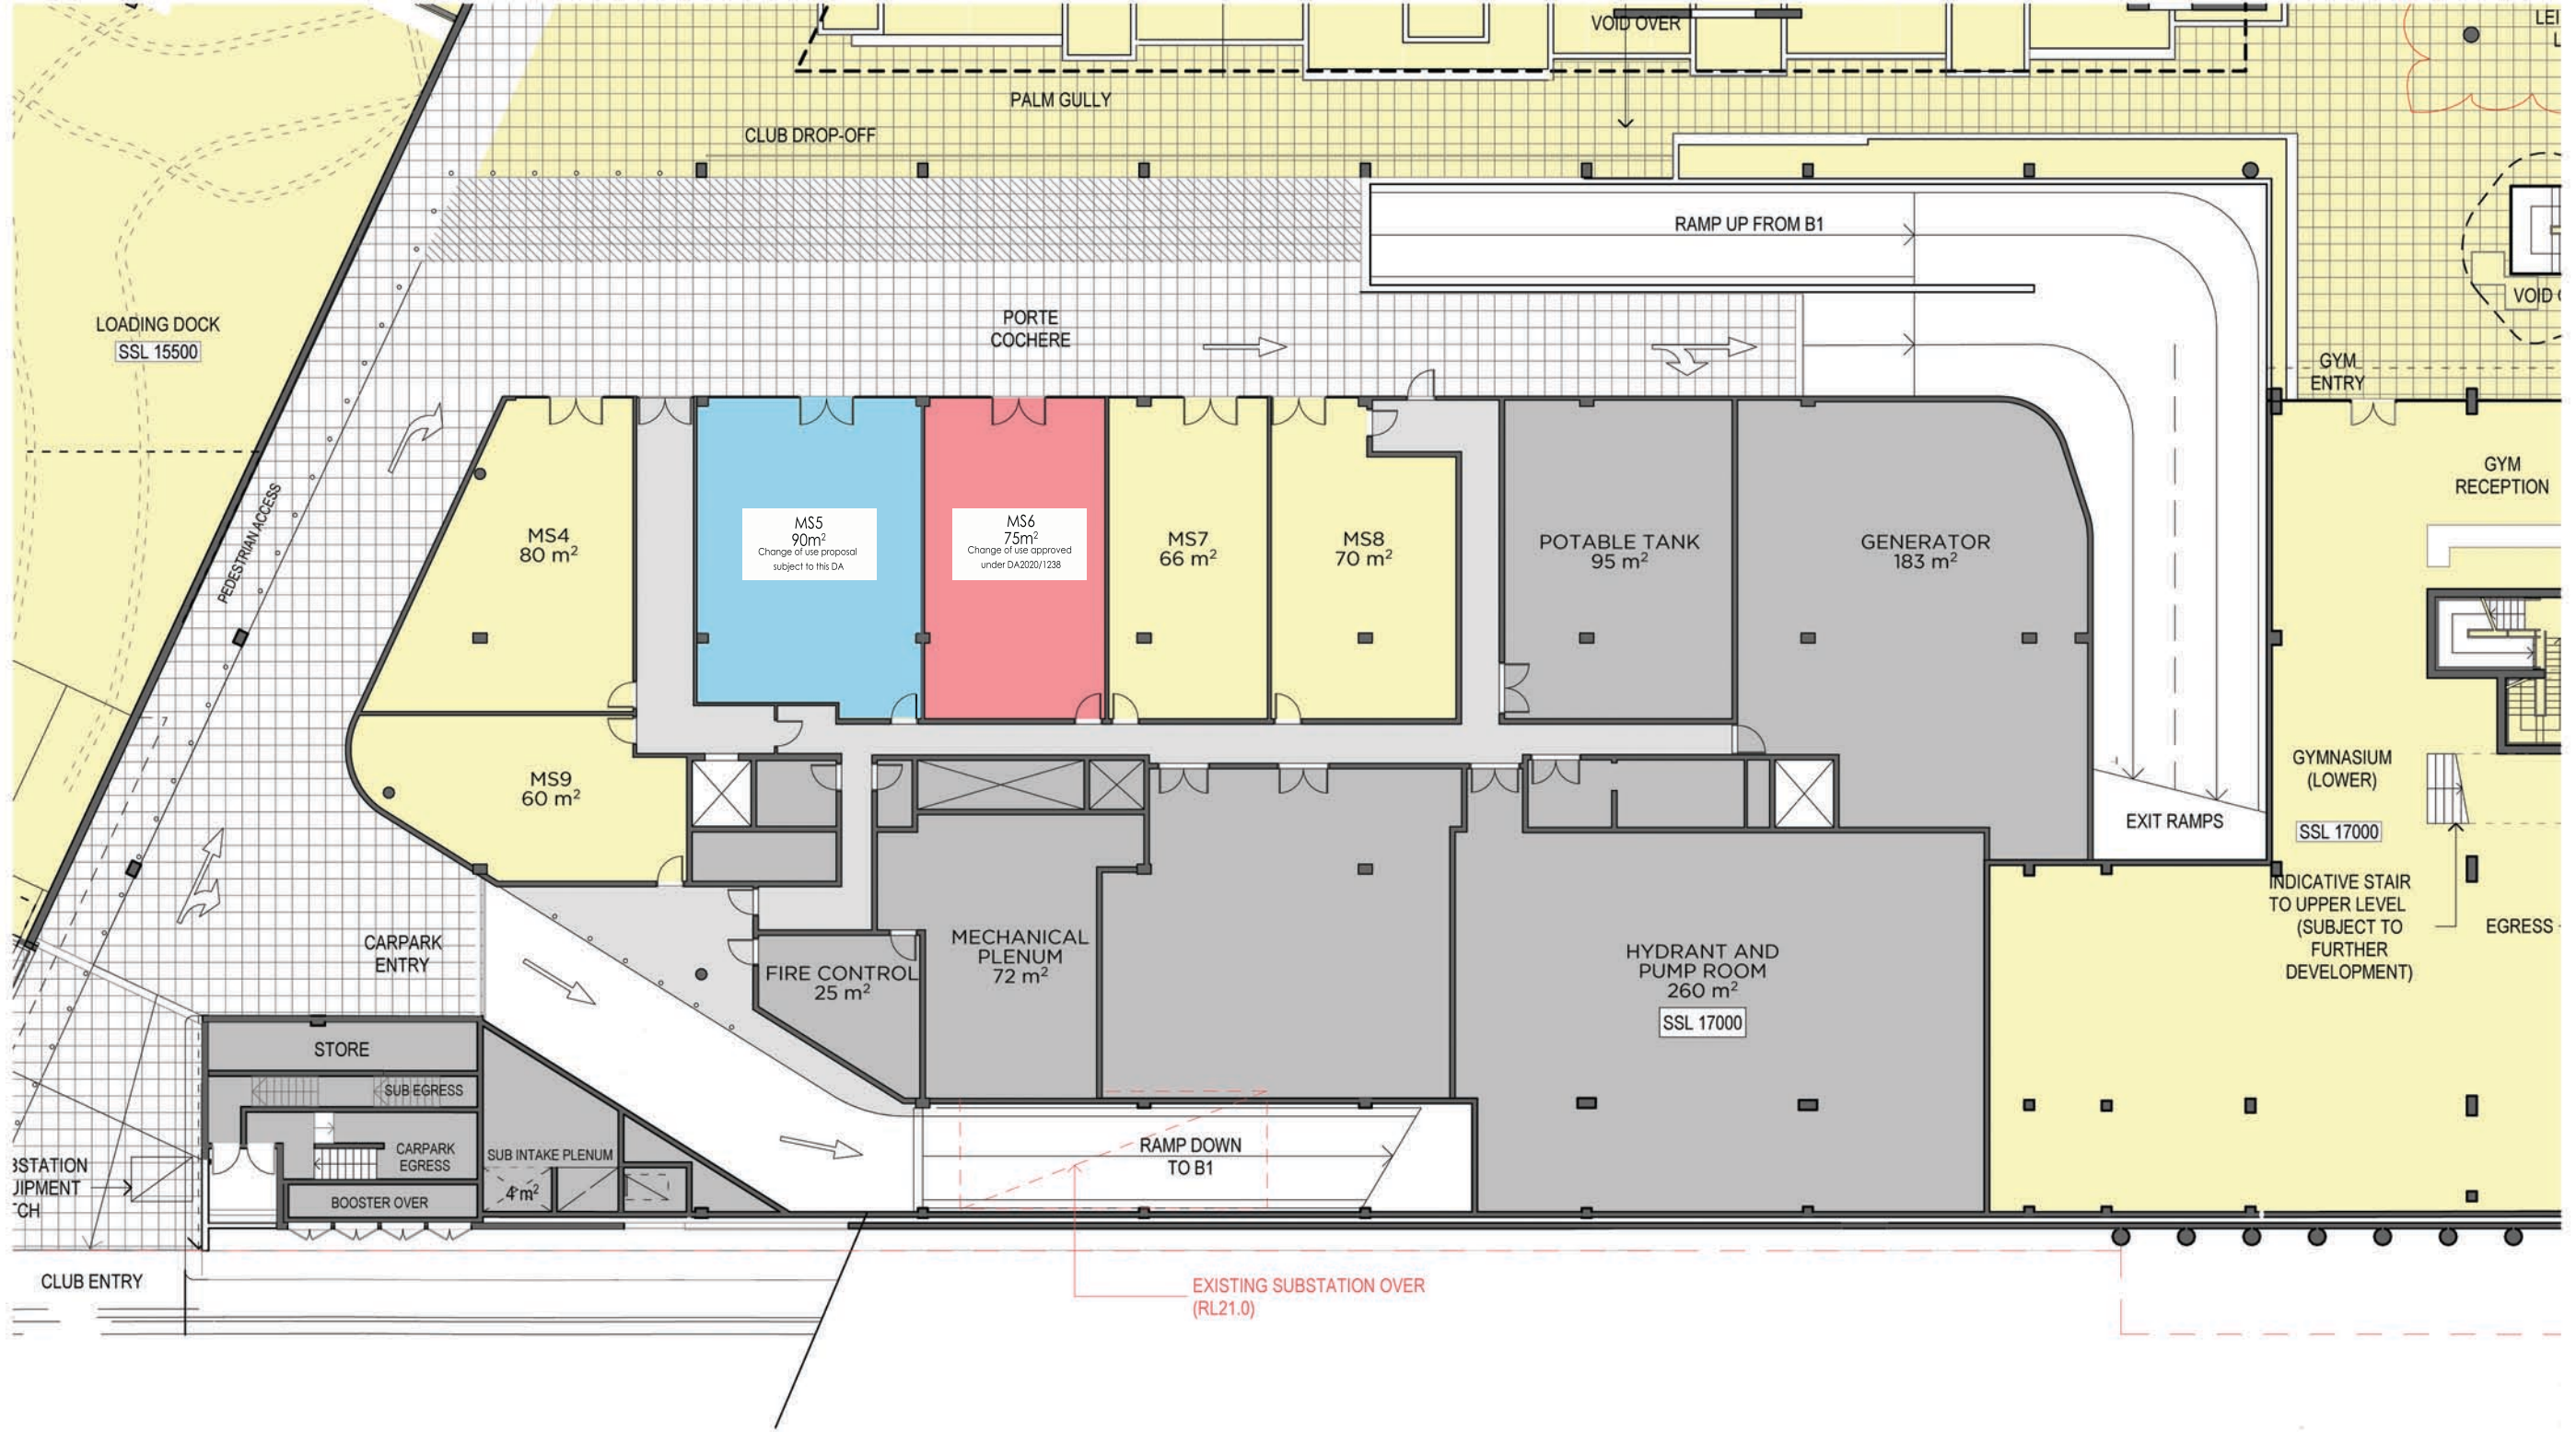 VOID OVER
LEI
L
PALM GULLY
CLUB DROP-OFF
RAMP UP FROM B1
LOADING DOCK
SSL 15500
PORTE
COCHERE
VOID
GYM
ENTRY
GYM
RECEPTION
PEDESTRIAN ACCESS
MS4
80 m²
MS5
90m²
Change of use proposal
subject to this DA
MS6
75m²
Change of use approved
under DA2020/1238
MS7
66 m²
MS8
70 m²
POTABLE TANK
95 m²
GENERATOR
183 m²
MS9
60 m²
GYMNASIUM
(LOWER)
SSL 17000
EXIT RAMPS
INDICATIVE STAIR
TO UPPER LEVEL
(SUBJECT TO
FURTHER
DEVELOPMENT)
EGRESS
CARPARK
ENTRY
FIRE CONTROL
25 m²
MECHANICAL
PLENUM
72 m²
HYDRANT AND
PUMP ROOM
260 m²
SSL 17000
STORE
SUB EGRESS
CARPARK
EGRESS
BOOSTER OVER
SUB INTAKE PLENUM
4 m²
RAMP DOWN
TO B1
BSTATION
UIPMENT
TCH
CLUB ENTRY
EXISTING SUBSTATION OVER
(RL21.0)